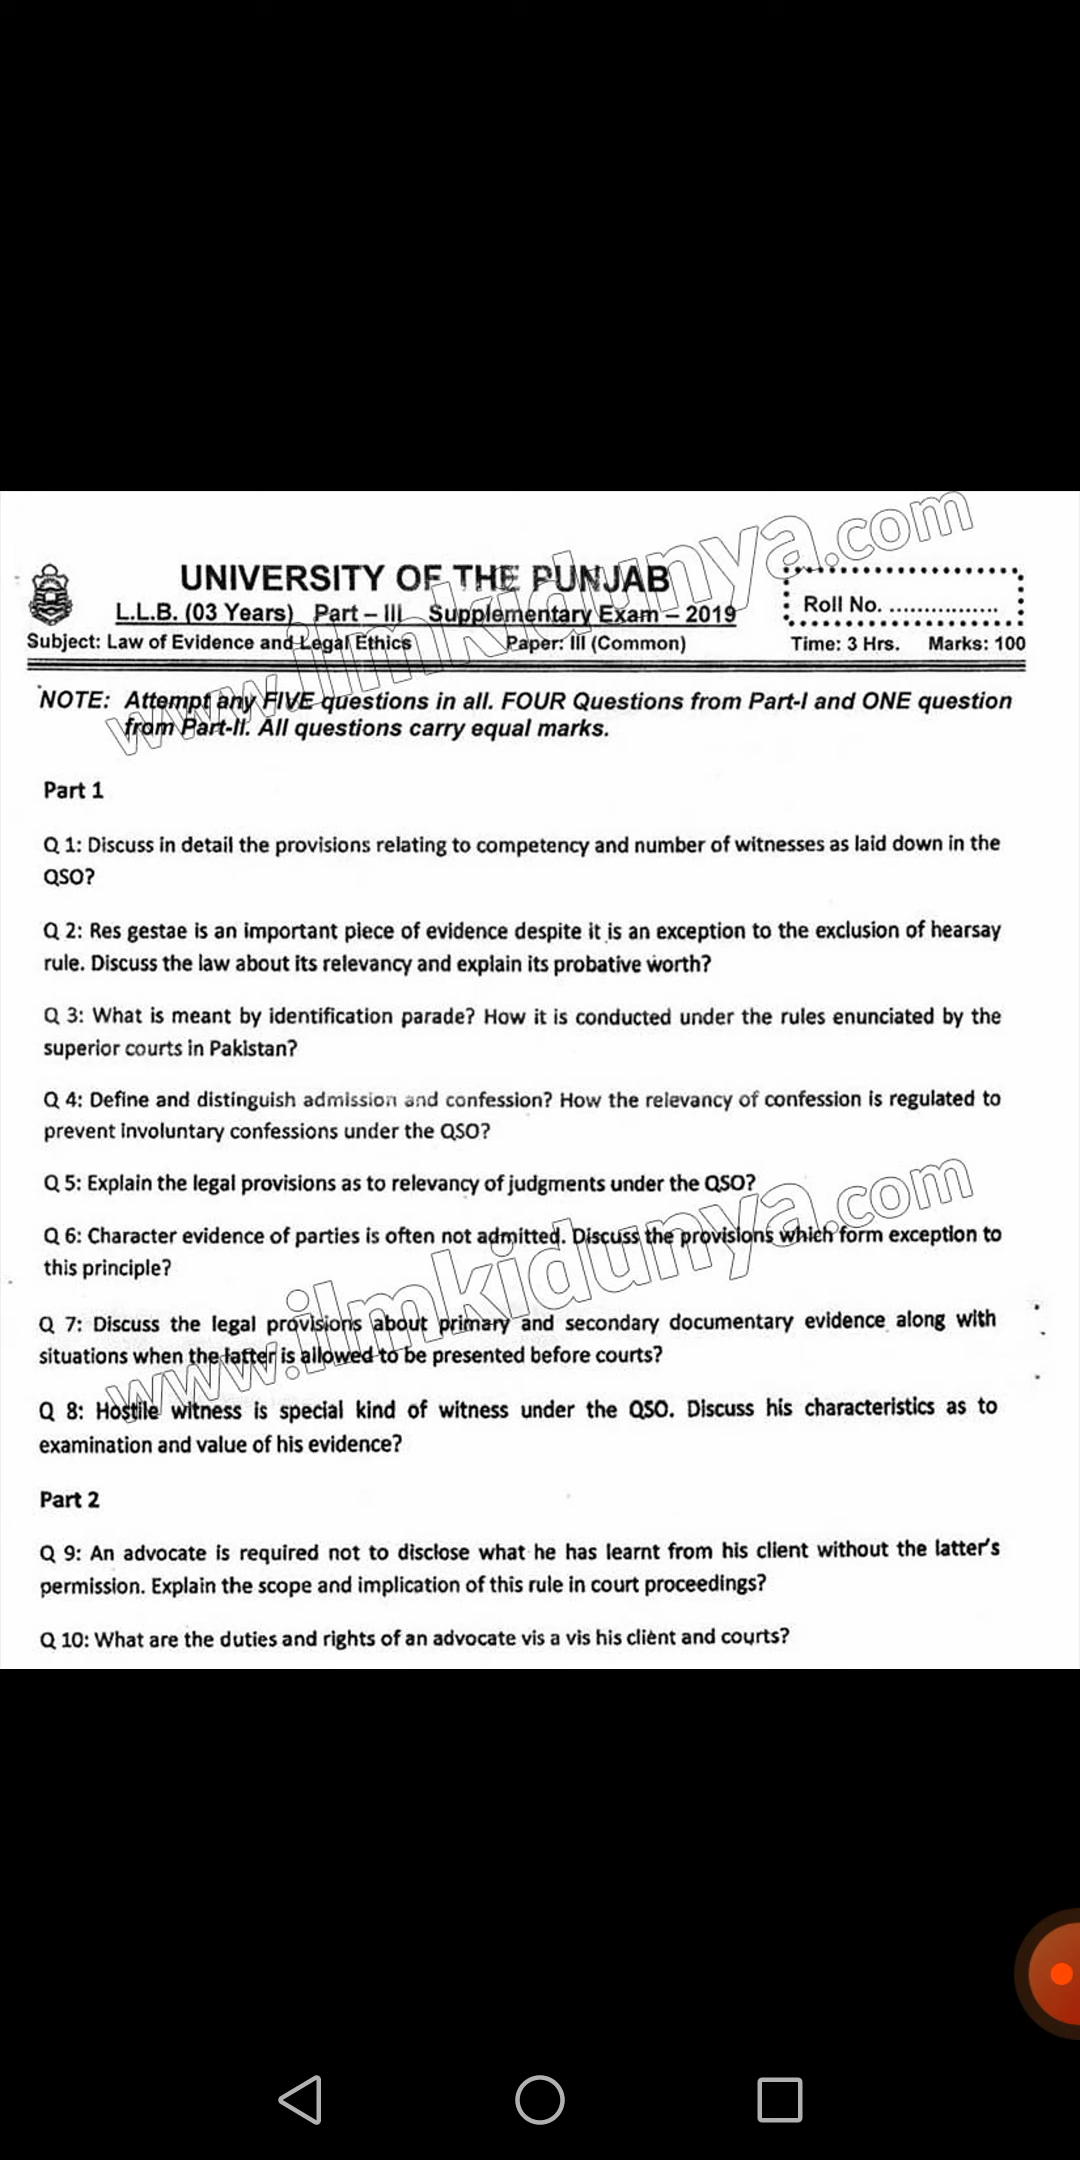 www.ilmkidunya.com
UNIVERSITY OF THE PUNJAB
L.L.B. (03 Years) Part – III Supplementary Exam – 2019
Roll No. ................
Subject: Law of Evidence and Legal Ethics Paper: III (Common) Time: 3 Hrs. Marks: 100
NOTE: Attempt any FIVE questions in all. FOUR Questions from Part-I and ONE question
from Part-II. All questions carry equal marks.
Part 1
Q 1: Discuss in detail the provisions relating to competency and number of witnesses as laid down in the
QSO?
Q 2: Res gestae is an important piece of evidence despite it is an exception to the exclusion of hearsay
rule. Discuss the law about its relevancy and explain its probative worth?
Q 3: What is meant by identification parade? How it is conducted under the rules enunciated by the
superior courts in Pakistan?
Q 4: Define and distinguish admission and confession? How the relevancy of confession is regulated to
prevent involuntary confessions under the QSO?
Q 5: Explain the legal provisions as to relevancy of judgments under the QSO?
Q 6: Character evidence of parties is often not admitted. Discuss the provisions which form exception to
this principle?
www.ilmkidunya.com
Q 7: Discuss the legal provisions about primary and secondary documentary evidence along with
situations when the latter is allowed to be presented before courts?
Q 8: Hostile witness is special kind of witness under the QSO. Discuss his characteristics as to
examination and value of his evidence?
Part 2
Q 9: An advocate is required not to disclose what he has learnt from his client without the latter's
permission. Explain the scope and implication of this rule in court proceedings?
Q 10: What are the duties and rights of an advocate vis a vis his client and courts?